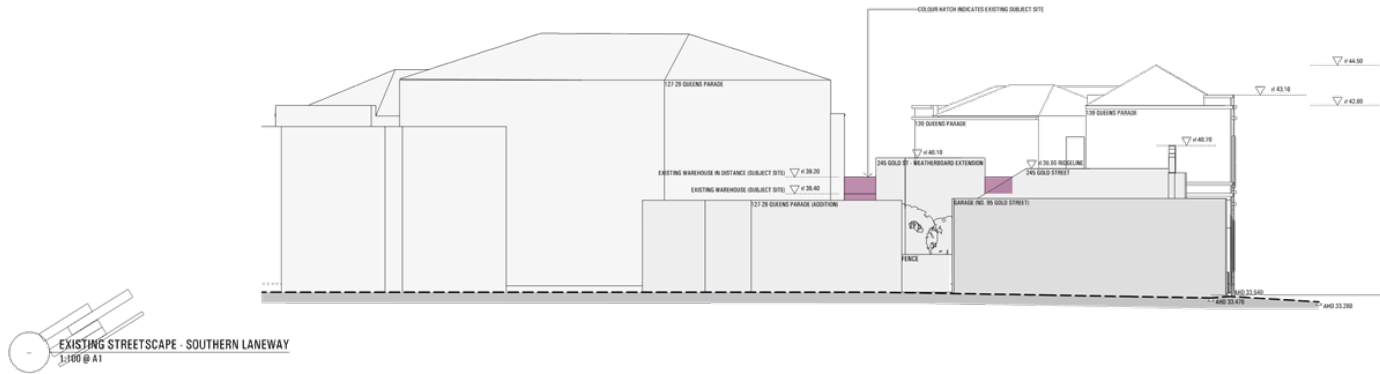 COLOUR HATCH INDICATES EXISTING SUBJECT SITE
rl 44.50
rl 43.10
rl 42.60
127-29 QUEENS PARADE
139 QUEENS PARADE
rl 40.70
rl 40.10
245 GOLD ST - WEATHERBOARD EXTENSION
rl 39.80 RIDGELINE
EXISTING WAREHOUSE IN DISTANCE (SUBJECT SITE) rl 39.20
245 GOLD STREET
EXISTING WAREHOUSE (SUBJECT SITE) rl 38.40
127-29 QUEENS PARADE (ADDITION)
GARAGE (NO. 95 GOLD STREET)
FENCE
AHD 33.540
AHD 33.470
AHD 33.280
EXISTING STREETSCAPE - SOUTHERN LANEWAY
1:100 @ A1